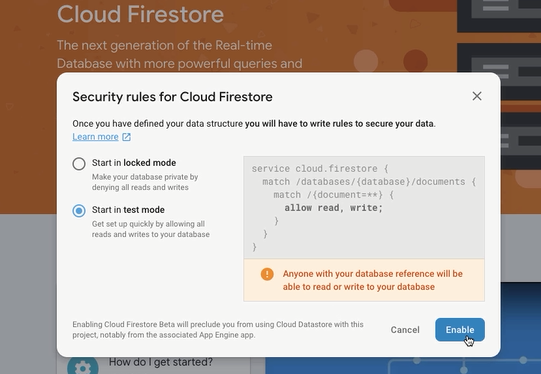 Cloud Firestore
The next generation of the Real-time
Database with more powerful queries and
Security rules for Cloud Firestore
Once you have defined your data structure you will have to write rules to secure your data.
Learn more
Start in locked mode
Make your database private by
denying all reads and writes
Start in test mode
Get set up quickly by allowing all
reads and writes to your database
service cloud.firestore {
match /databases/{database}/documents {
match /{document=**} {
allow read, write;
}
}
}
Anyone with your database reference will be
able to read or write to your database
Enabling Cloud Firestore Beta will preclude you from using Cloud Datastore with this
project, notably from the associated App Engine app.
Cancel
Enable
How do I get started?